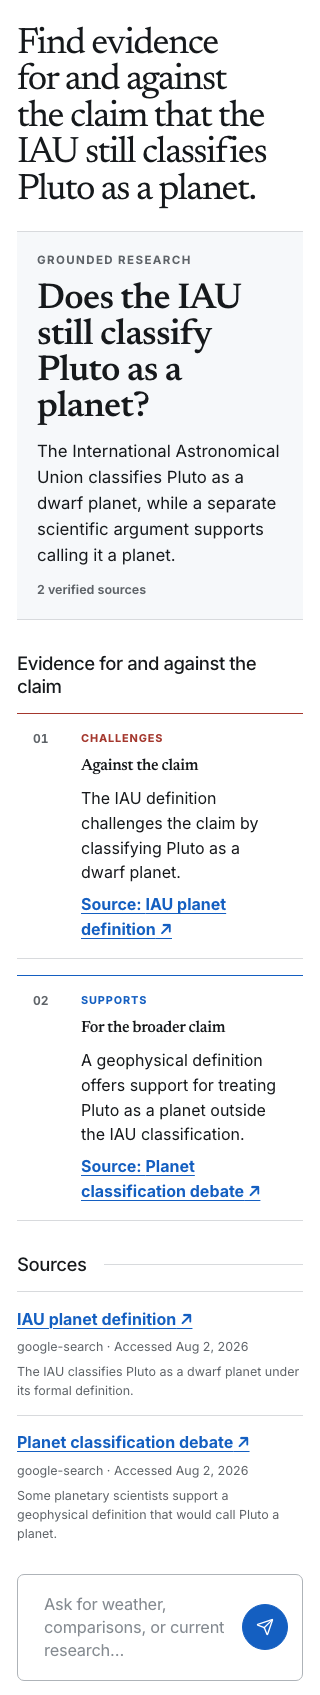 Find evidence
for and against
the claim that the
IAU still classifies
Pluto as a planet.
GROUNDED RESEARCH
Does the IAU
still classify
Pluto as a
planet?
The International Astronomical
Union classifies Pluto as a
dwarf planet, while a separate
scientific argument supports
calling it a planet.
2 verified sources
Evidence for and against the
claim
01
CHALLENGES
Against the claim
The IAU definition
challenges the claim by
classifying Pluto as a
dwarf planet.
Source: IAU planet
definition ↗
02
SUPPORTS
For the broader claim
A geophysical definition
offers support for treating
Pluto as a planet outside
the IAU classification.
Source: Planet
classification debate ↗
Sources
IAU planet definition ↗
google-search · Accessed Aug 2, 2026
The IAU classifies Pluto as a dwarf planet under
its formal definition.
Planet classification debate ↗
google-search · Accessed Aug 2, 2026
Some planetary scientists support a
geophysical definition that would call Pluto a
planet.
Ask for weather,
comparisons, or current
research...